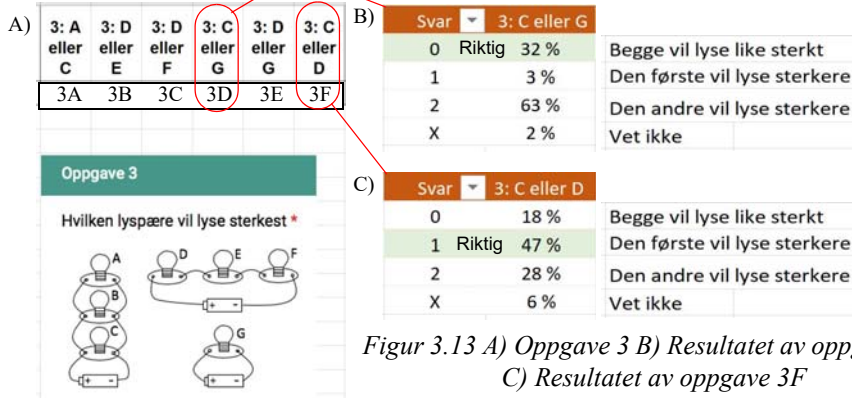 A)
3: A eller C
3: D eller E
3: D eller F
3: C eller G
3: D eller G
3: C eller D
3A 3B 3C 3D 3E 3F
Oppgave 3
Hvilken lyspære vil lyse sterkest *
A
B
C
D E F
G
+ -
+ -
+ -
B)
Svar 3: C eller G
0 Riktig 32 % Begge vil lyse like sterkt
1 3 % Den første vil lyse sterkere
2 63 % Den andre vil lyse sterkere
X 2 % Vet ikke
C)
Svar 3: C eller D
0 18 % Begge vil lyse like sterkt
1 Riktig 47 % Den første vil lyse sterkere
2 28 % Den andre vil lyse sterkere
X 6 % Vet ikke
Figur 3.13 A) Oppgave 3 B) Resultatet av oppg
C) Resultatet av oppgave 3F